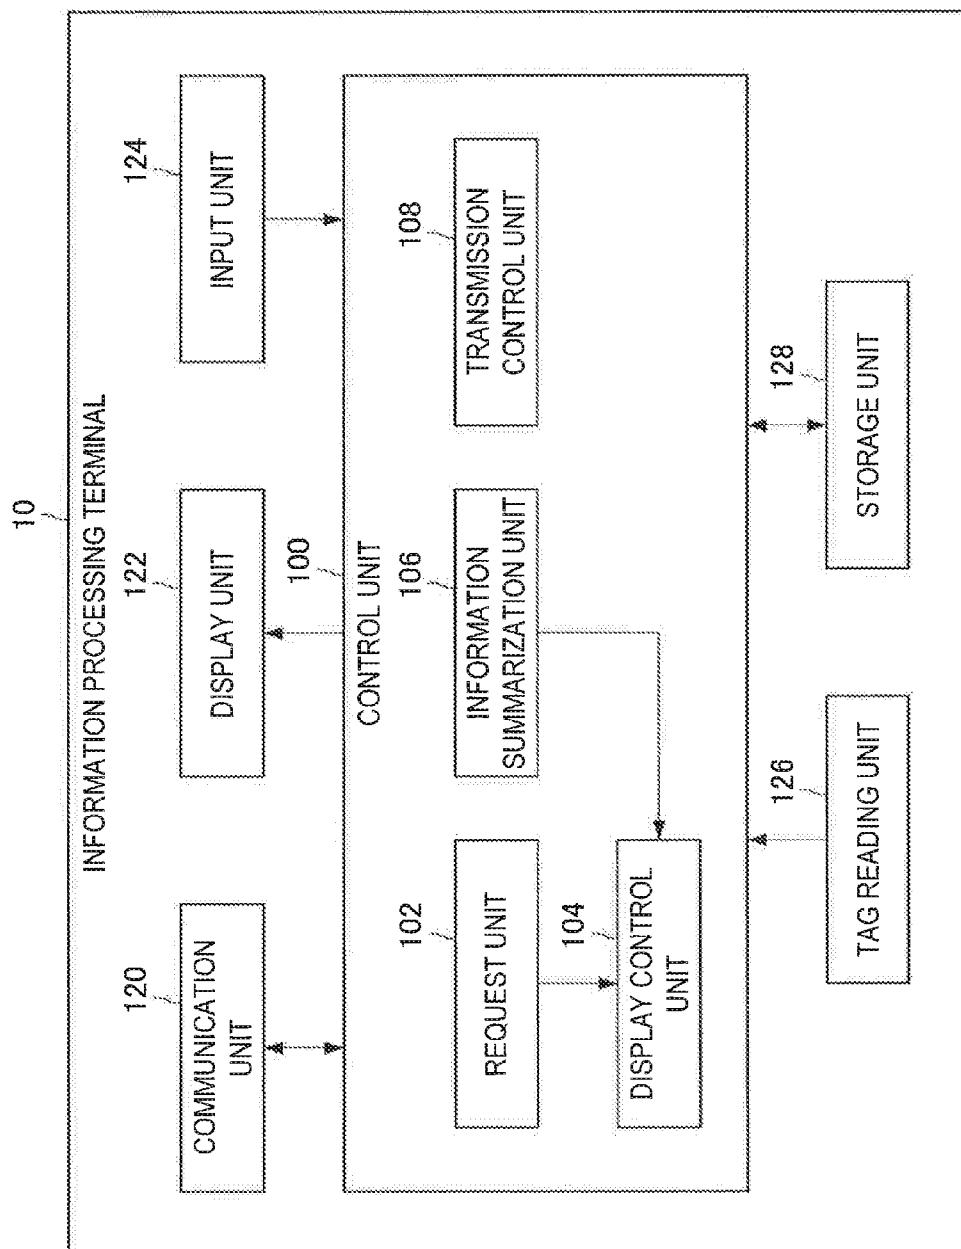 10
INFORMATION PROCESSING TERMINAL
120
COMMUNICATION
UNIT
122
DISPLAY UNIT
124
INPUT UNIT
100
CONTROL UNIT
102
REQUEST UNIT
106
INFORMATION
SUMMARIZATION UNIT
108
TRANSMISSION
CONTROL UNIT
104
DISPLAY CONTROL
UNIT
126
TAG READING UNIT
128
STORAGE UNIT